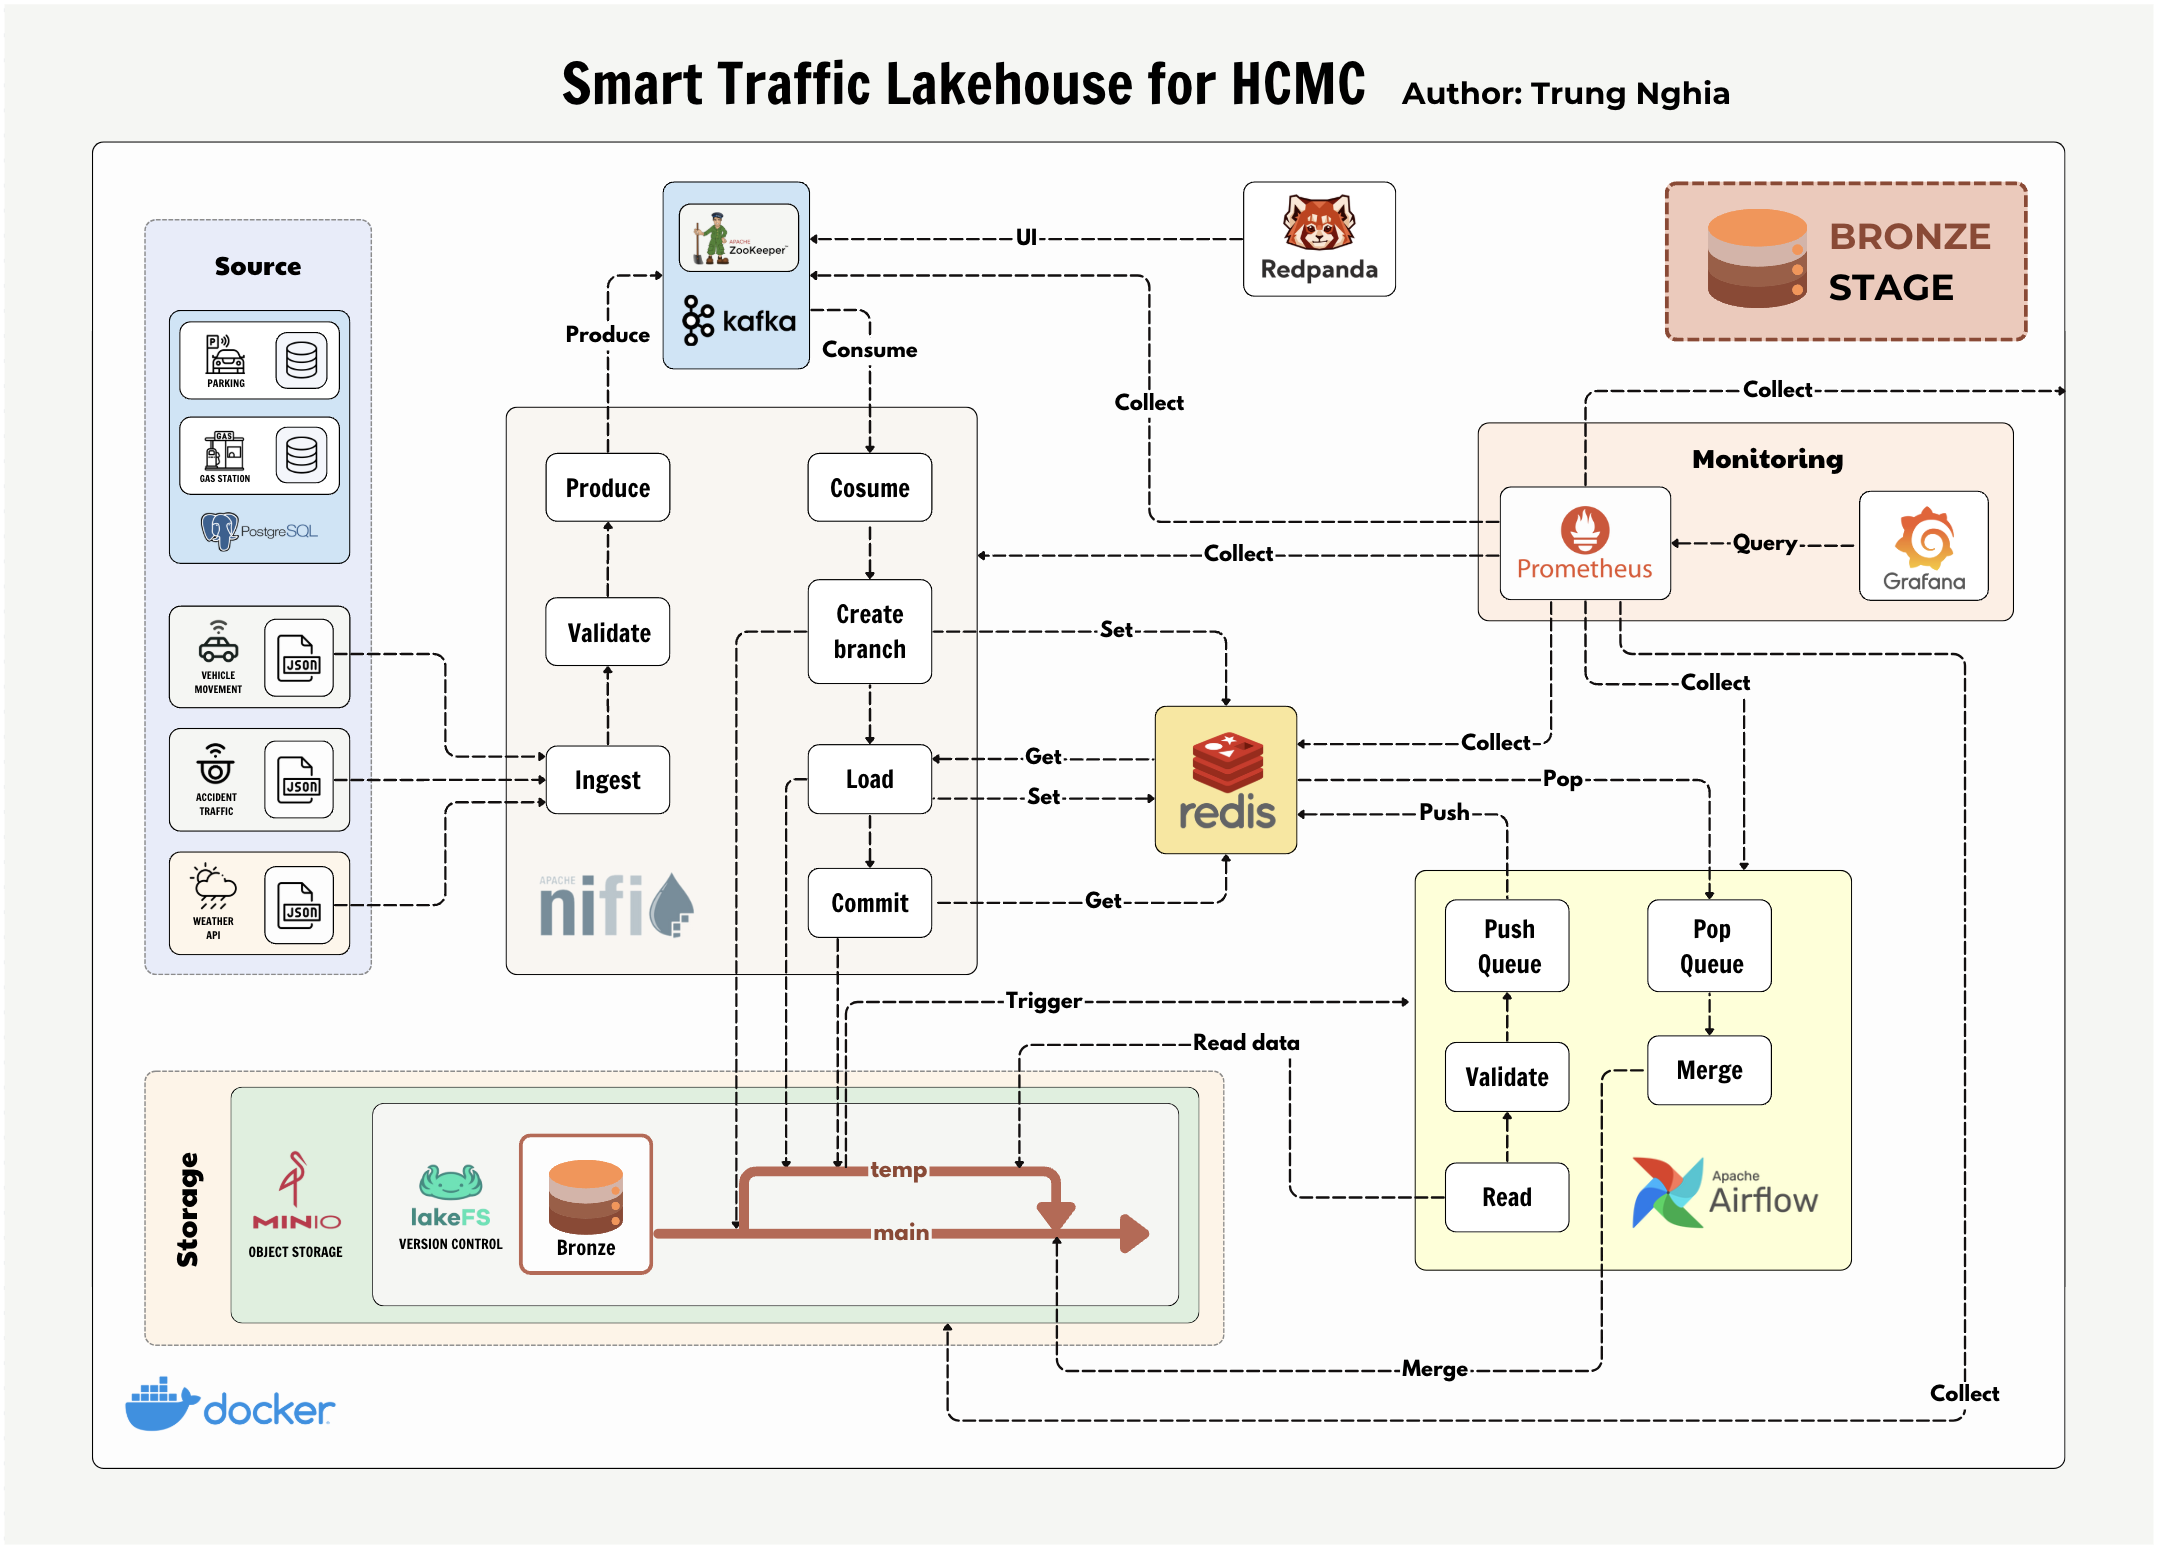 Smart Traffic Lakehouse for HCMC
Author: Trung Nghia
Source
PARKING
GAS
GAS STATION
PostgreSQL
VEHICLE
MOVEMENT
JSON
ACCIDENT
TRAFFIC
JSON
WEATHER
API
JSON
APACHE
ZooKeeper
kafka
UI
Redpanda
BRONZE
STAGE
Produce
Consume
Collect
Collect
Produce
Cosume
Validate
Create
branch
Ingest
Load
Commit
APACHE
nifi
Monitoring
Prometheus
Query
Grafana
Collect
Set
Get
Set
Get
redis
Collect
Collect
Pop
Push
Push
Queue
Pop
Queue
Validate
Merge
Read
Apache
Airflow
Trigger
Read data
Storage
MINIO
OBJECT STORAGE
lakeFS
VERSION CONTROL
Bronze
temp
main
Merge
Collect
docker